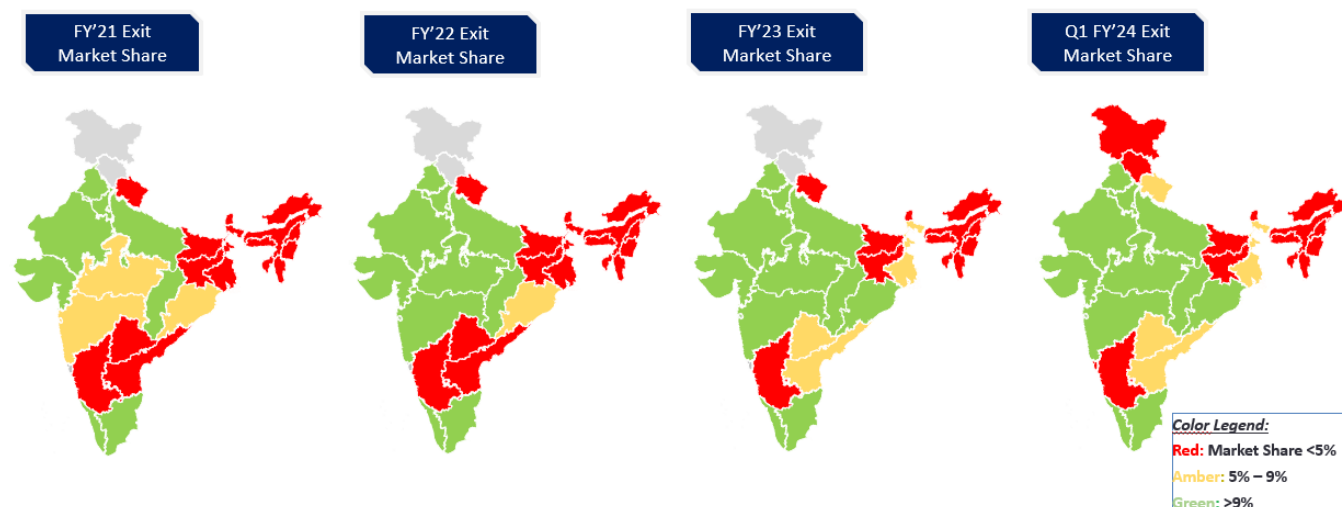 FY'21 Exit
Market Share
FY'22 Exit
Market Share
FY'23 Exit
Market Share
Q1 FY'24 Exit
Market Share
Color Legend:
Red: Market Share <5%
Amber: 5% – 9%
Green: >9%